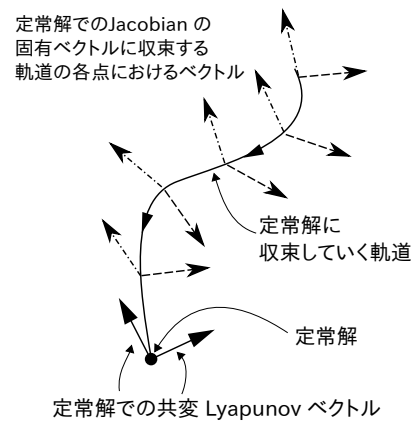 定常解でのJacobian の
固有ベクトルに収束する
軌道の各点におけるベクトル
定常解に
収束していく軌道
定常解
定常解での共変 Lyapunov ベクトル